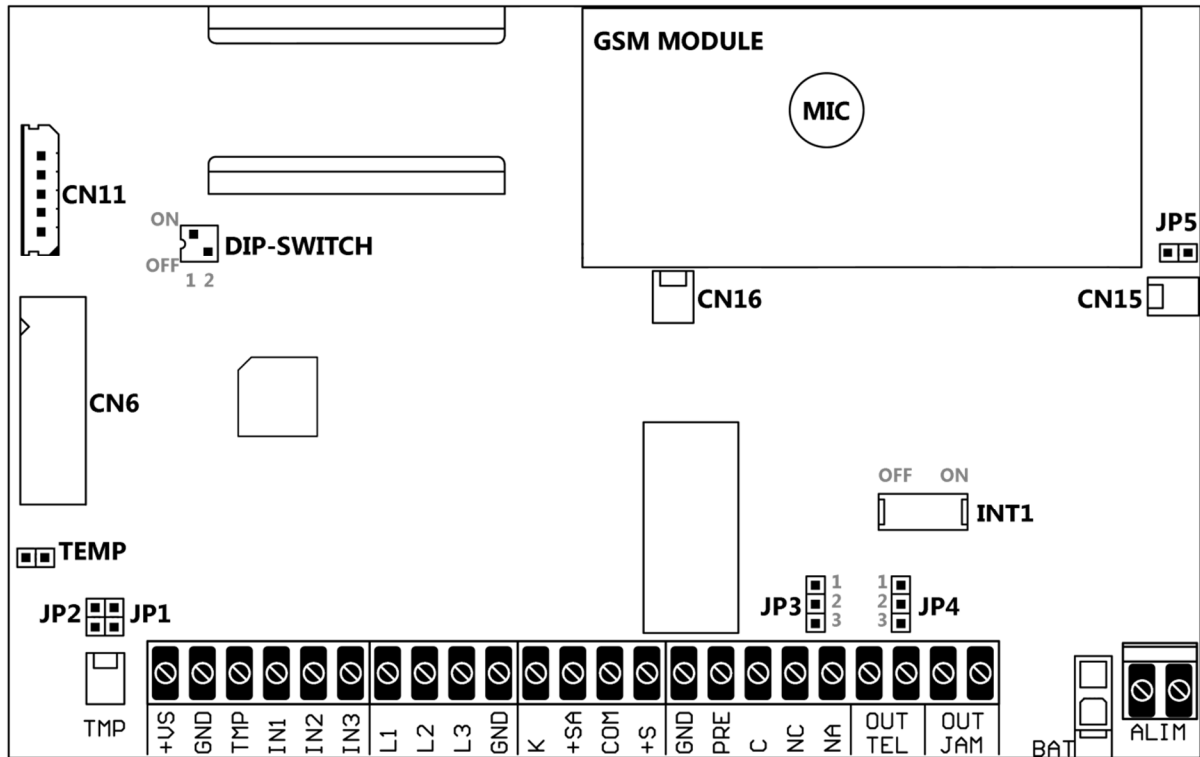 GSM MODULE
MIC
CN11
ON
DIP-SWITCH
OFF
1 2
JP5
CN16
CN15
CN6
OFF ON
INT1
TEMP
JP2 JP1
JP3
1
2
3
1
2
3
JP4
TMP
+VS GND TMP IN1 IN2 IN3 L1 L2 L3 GND K +SA COM +S GND PRE C NC NA
OUT
TEL
OUT
JAM
BAT
ALIM